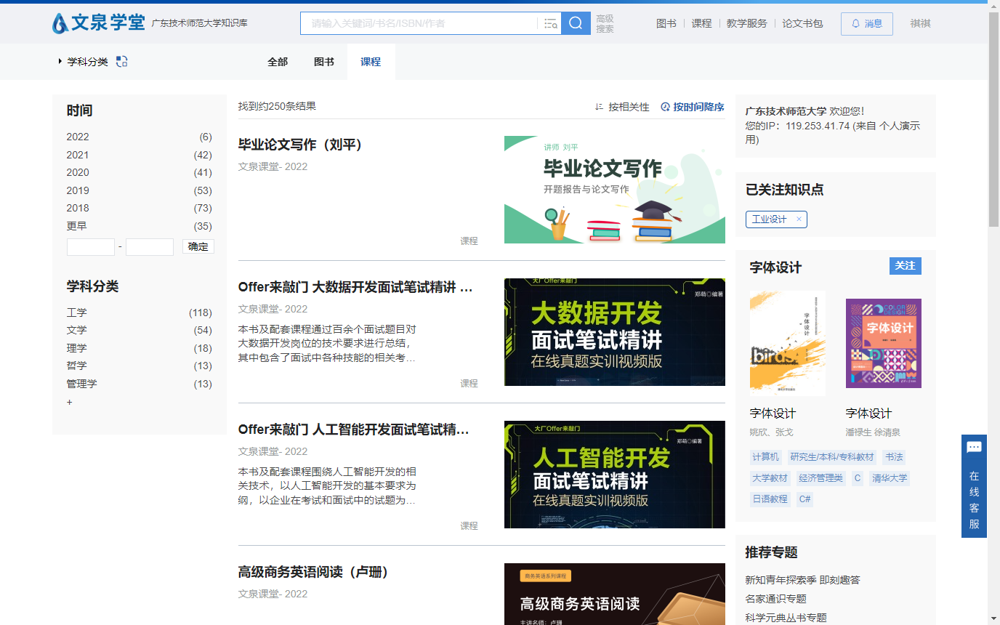 文泉学堂 广东技术师范大学知识库
请输入关键词/书名/ISBN/作者
高级
搜索
图书 课程 教学服务 论文书包 消息 祺祺
学科分类 全部 图书 课程
时间
2022 (6)
2021 (42)
2020 (41)
2019 (53)
2018 (73)
更早 (35)
- 确定
学科分类
工学 (118)
文学 (54)
理学 (18)
哲学 (13)
管理学 (13)
+
找到约250条结果 按相关性 按时间降序
毕业论文写作（刘平）
文泉课堂- 2022
课程
讲师 刘平
毕业论文写作
开题报告与论文写作
Offer来敲门 大数据开发面试笔试精讲 …
文泉课堂- 2022
本书及配套课程通过百余个面试题目对
大数据开发岗位的技术要求进行总结，
其中包含了面试中各种技能的相关考…
课程
大厂Offer来敲门
郑萌◎编著
大数据开发
面试笔试精讲
在线真题实训视频版
Offer来敲门 人工智能开发面试笔试精…
文泉课堂- 2022
本书及配套课程围绕人工智能开发的相
关技术，以人工智能开发的基本要求为
纲，以企业在考试和面试中的试题为…
课程
大厂Offer来敲门
郑萌◎编著
人工智能开发
面试笔试精讲
在线真题实训视频版
高级商务英语阅读（卢珊）
文泉课堂- 2022
商务英语系列课程
高级商务英语阅读
主讲名师：卢珊
广东技术师范大学 欢迎您！
您的IP：119.253.41.74 (来自 个人演示
用)
已关注知识点
工业设计 ×
字体设计 关注
字体设计
birds
COLOR
DESIGN
字体设计
字体设计 字体设计
姚欣、张戈 潘禄生 徐清泉
计算机 研究生/本科/专科教材 书法
大学教材 经济管理类 C 清华大学
日语教程 C#
推荐专题
新知青年探索季 即刻趣答
名家通识专题
科学元典丛书专题
在
线
客
服